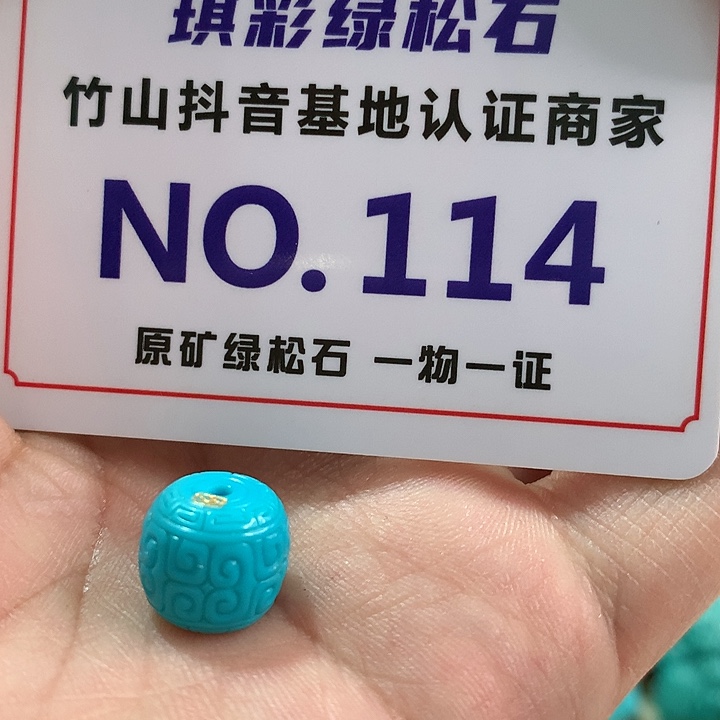 琪彩绿松石
竹山抖音基地认证商家
NO.114
原矿绿松石 一物一证